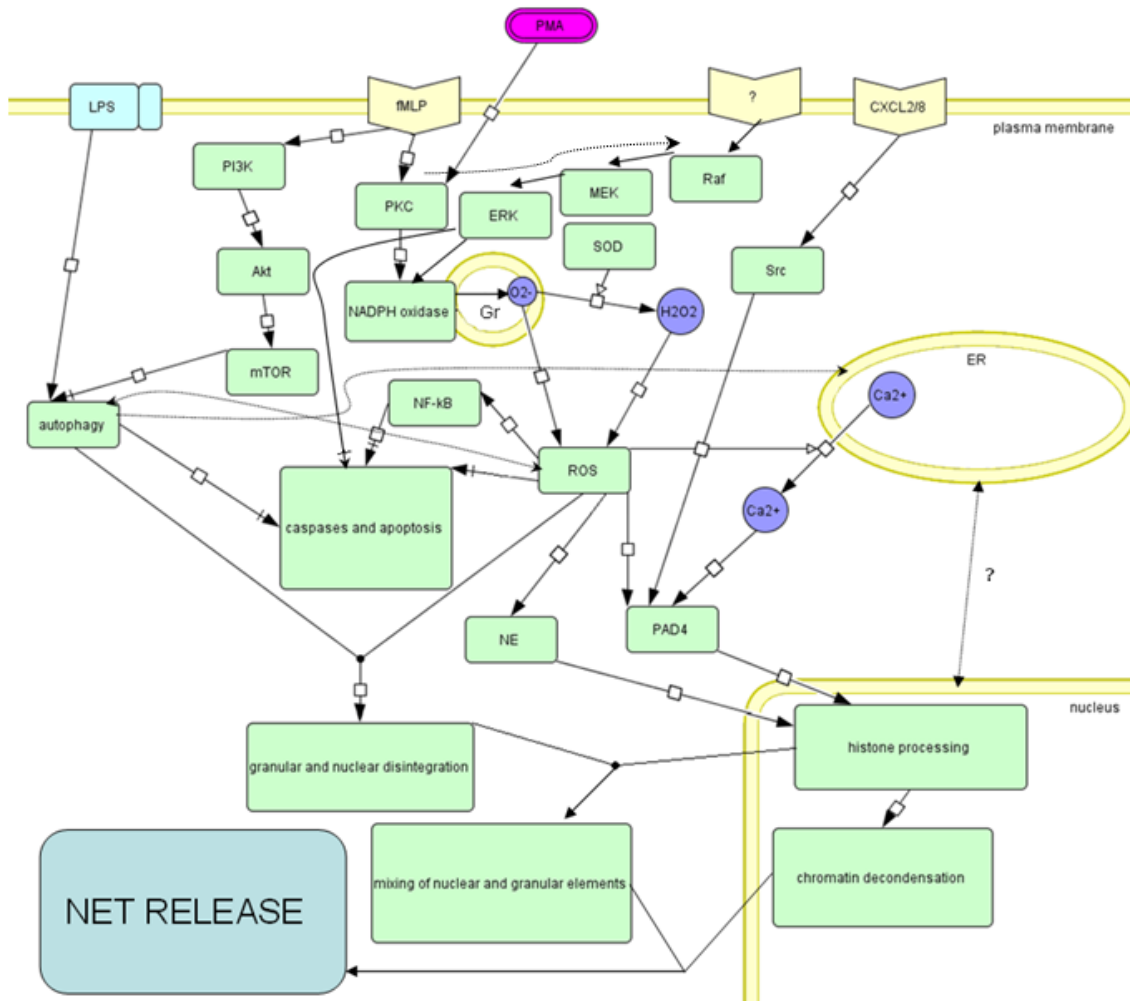 PMA
LPS
fMLP
?
CXCL2/8
plasma membrane
PI3K
PKC
ERK
MEK
Raf
SOD
Src
Akt
NADPH oxidase
Gr
O2-
H2O2
mTOR
ER
Ca2+
NF-kB
autophagy
ROS
caspases and apoptosis
Ca2+
?
NE
PAD4
nucleus
granular and nuclear disintegration
histone processing
mixing of nuclear and granular elements
chromatin decondensation
NET RELEASE